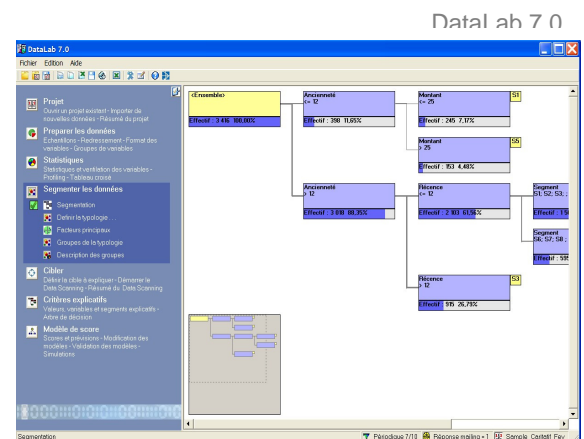 DataLab 7.0
DataLab 7.0
Fichier Edition Aide
Projet
Ouvrir un projet existant - Importer de
nouvelles données - Résumé du projet
Preparer les données
Echantillons - Redressement - Format des
variables - Groupes de variables
Statistiques
Statistiques et ventilation des variables -
Profiling - Tableau croisé
Segmenter les données
Segmentation
Definir la typologie . . .
Facteurs principaux
Groupes de la typologie
Description des groupes
Cibler
Définir la cible à expliquer - Démarrer le
Data Scanning - Résumé du Data Scanning
Critères explicatifs
Valeurs, variables et segments explicatifs -
Arbre de décision
Modèle de score
Scores et prévisions - Modification des
modèles - Validation des modèles -
Simulations
<Ensemble>
Effectif : 3 416 100,00%
Ancienneté
<= 12
Effectif : 398 11,65%
Montant
<= 25
S1
Effectif : 245 7,17%
Montant
> 25
S5
Effectif : 153 4,48%
Ancienneté
> 12
Effectif : 3 018 88,35%
Récence
<= 12
Effectif : 2 103 61,56%
Segment
S1; S2; S3; 
Effectif : 1 5
Segment
S6; S7; S8 ;
Effectif : 595
Récence
> 12
S3
Effectif : 915 26,79%
Segmentation
Périodique 7/10
Réponse mailing = 1
Sample_Caritatif_Fev